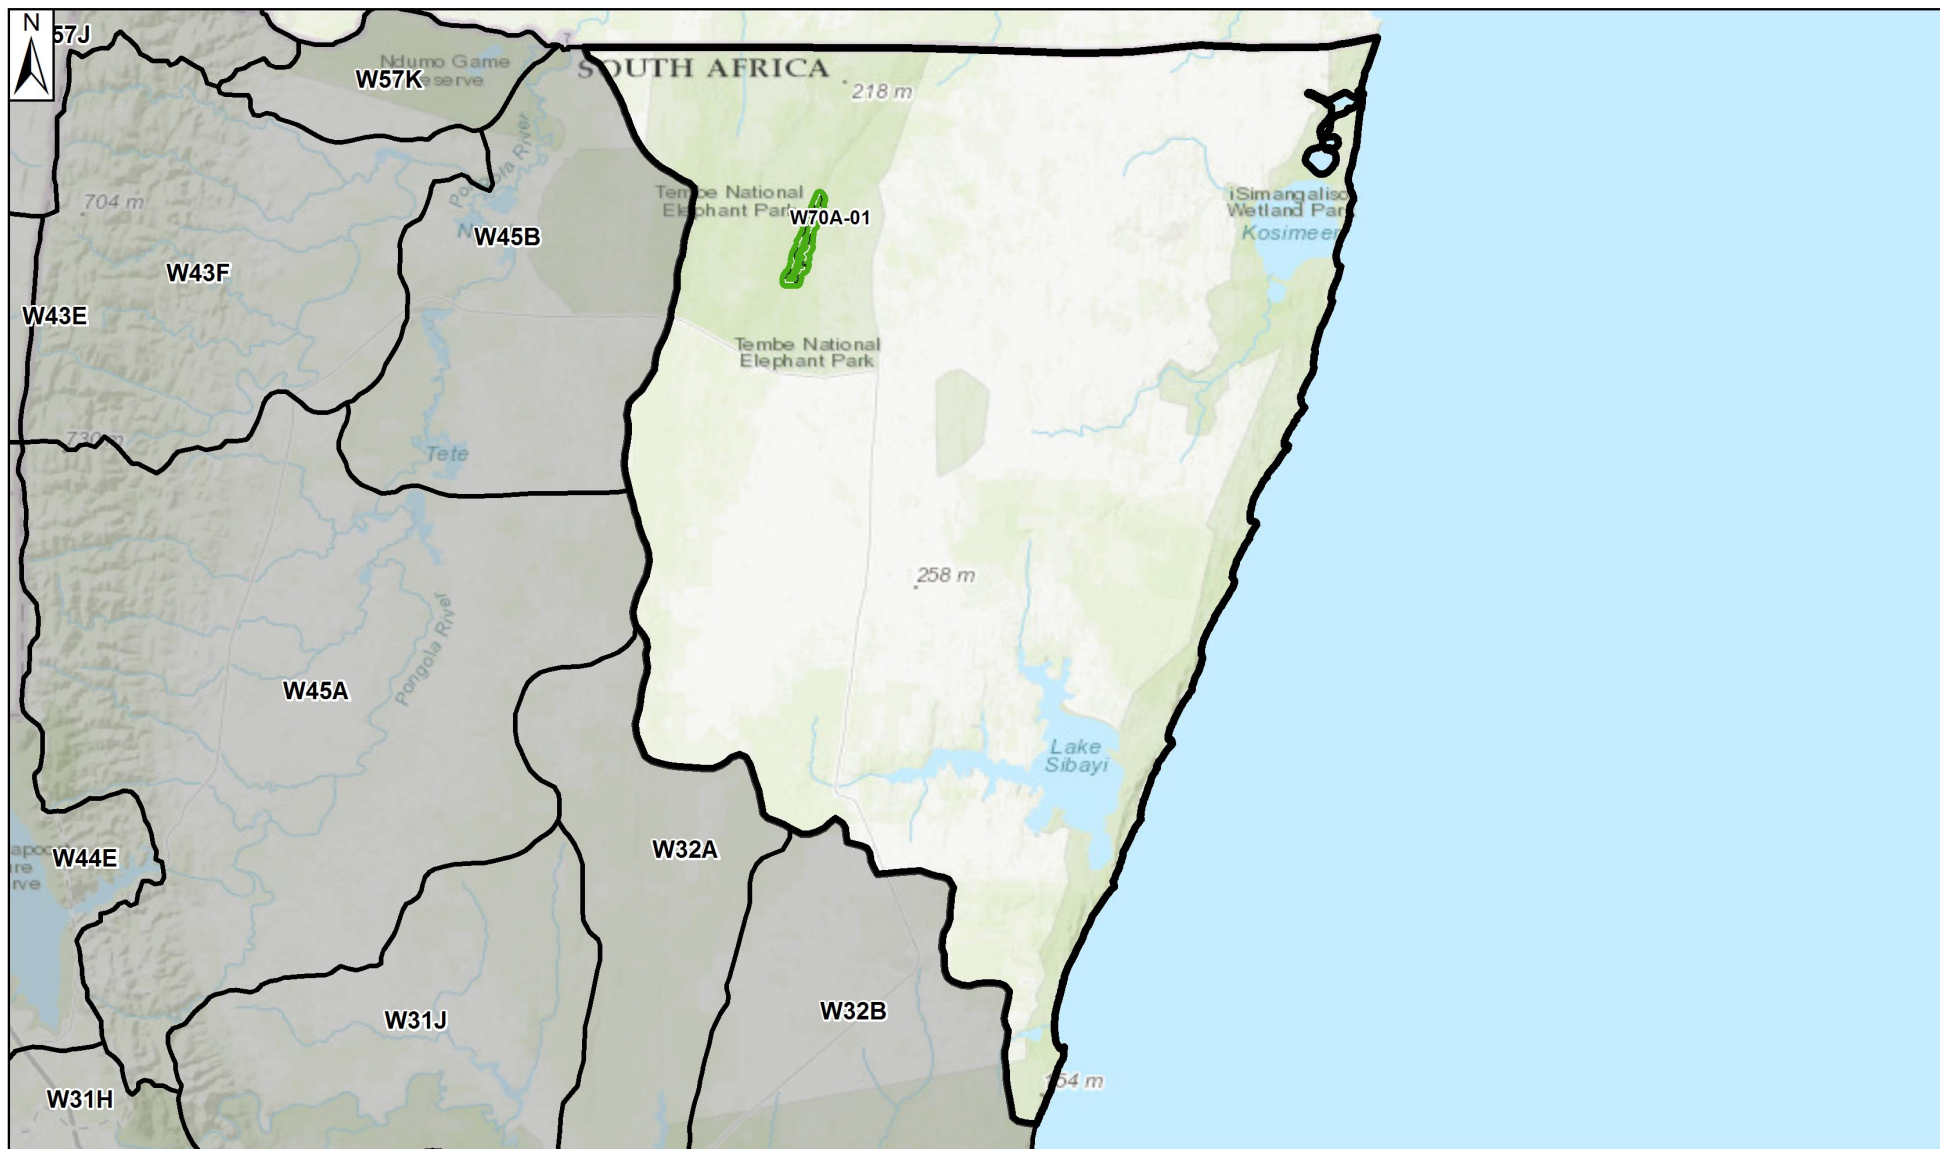 N
57J
Ndumo Game
W57K
SOUTH AFRICA
218 m
Pongola River
704 m
Tembe National
Elephant Park
W70A-01
iSimangaliso
Wetland Park
Kosimeer
W45B
W43F
W43E
Tembe National
Elephant Park
730 m
Tete
258 m
Pongola River
W45A
Lake
Sibayi
W44E
W32A
W31J
W32B
W31H